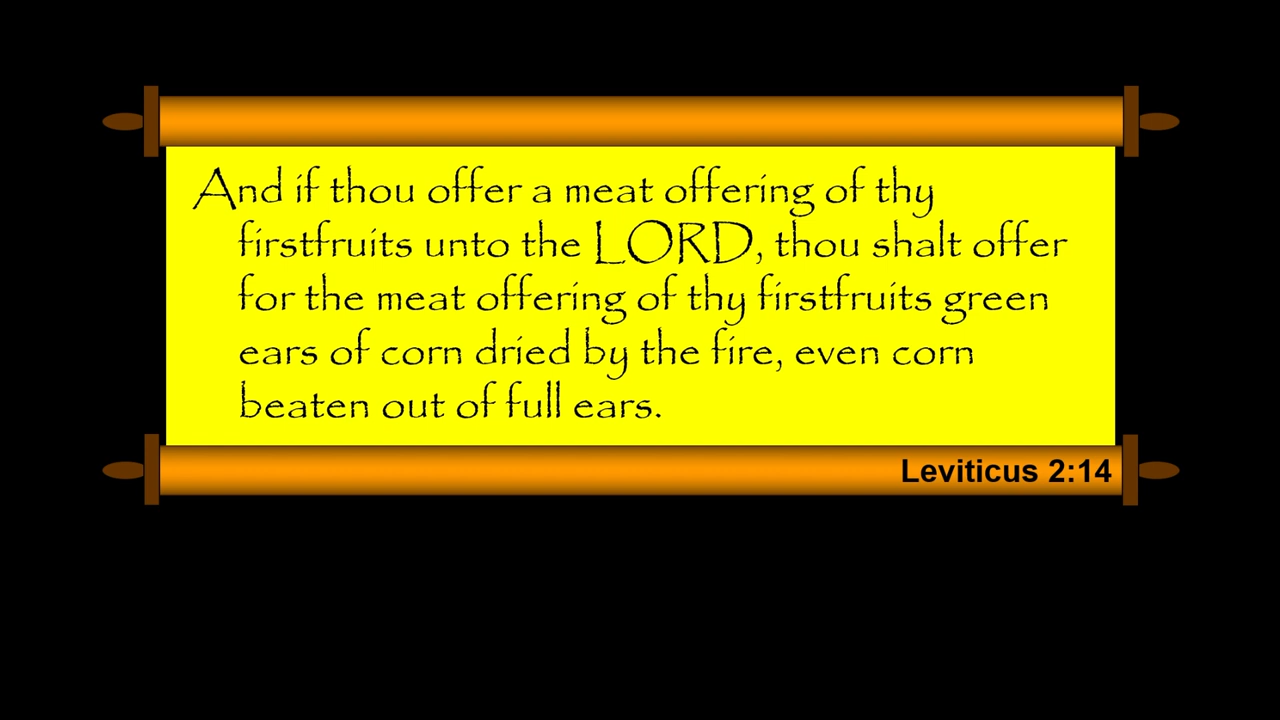 And if thou offer a meat offering of thy
firstfruits unto the LORD, thou shalt offer
for the meat offering of thy firstfruits green
ears of corn dried by the fire, even corn
beaten out of full ears.
Leviticus 2:14